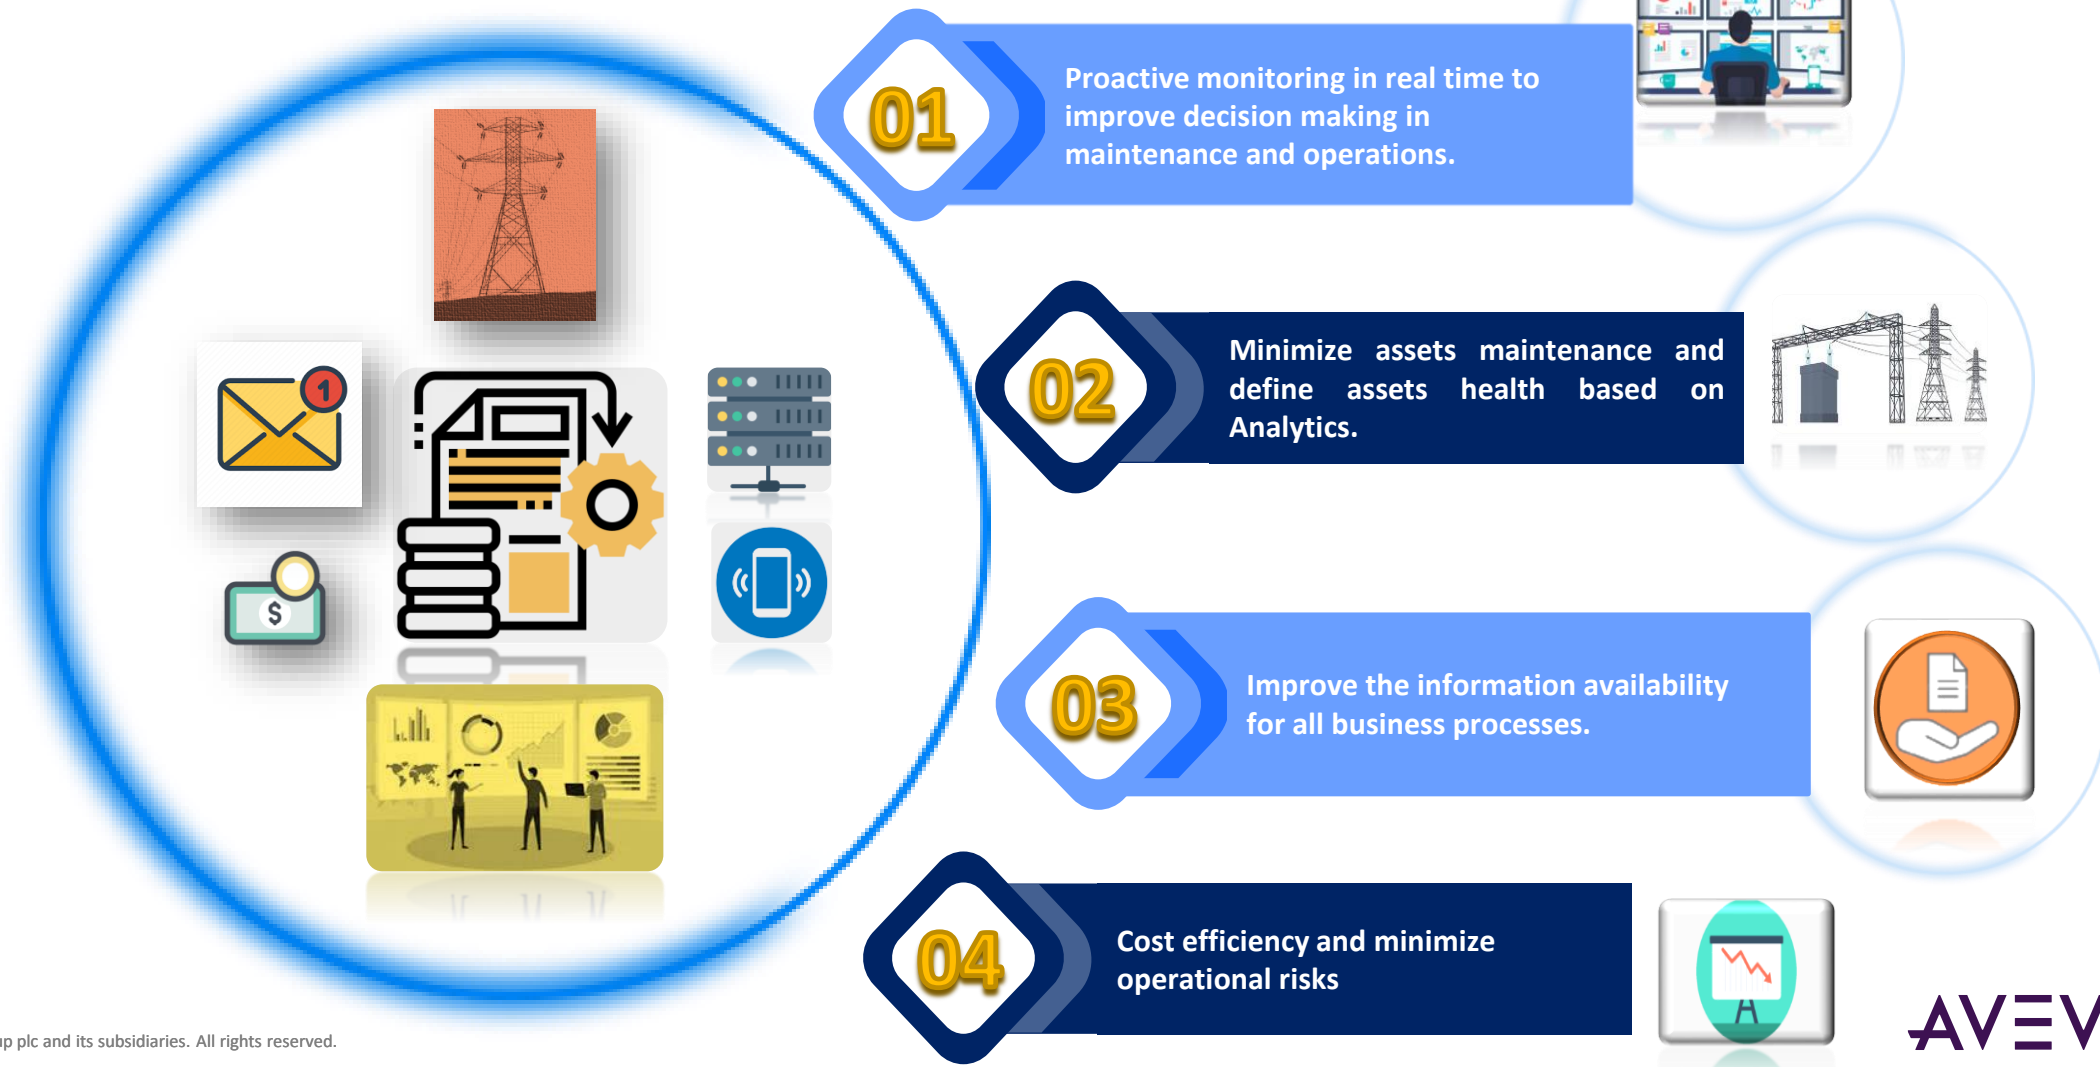 01
Proactive monitoring in real time to
improve decision making in
maintenance and operations.
02
Minimize assets maintenance and
define assets health based on
Analytics.
03
Improve the information availability
for all business processes.
04
Cost efficiency and minimize
operational risks
1
$
plc and its subsidiaries. All rights reserved.
AVEV